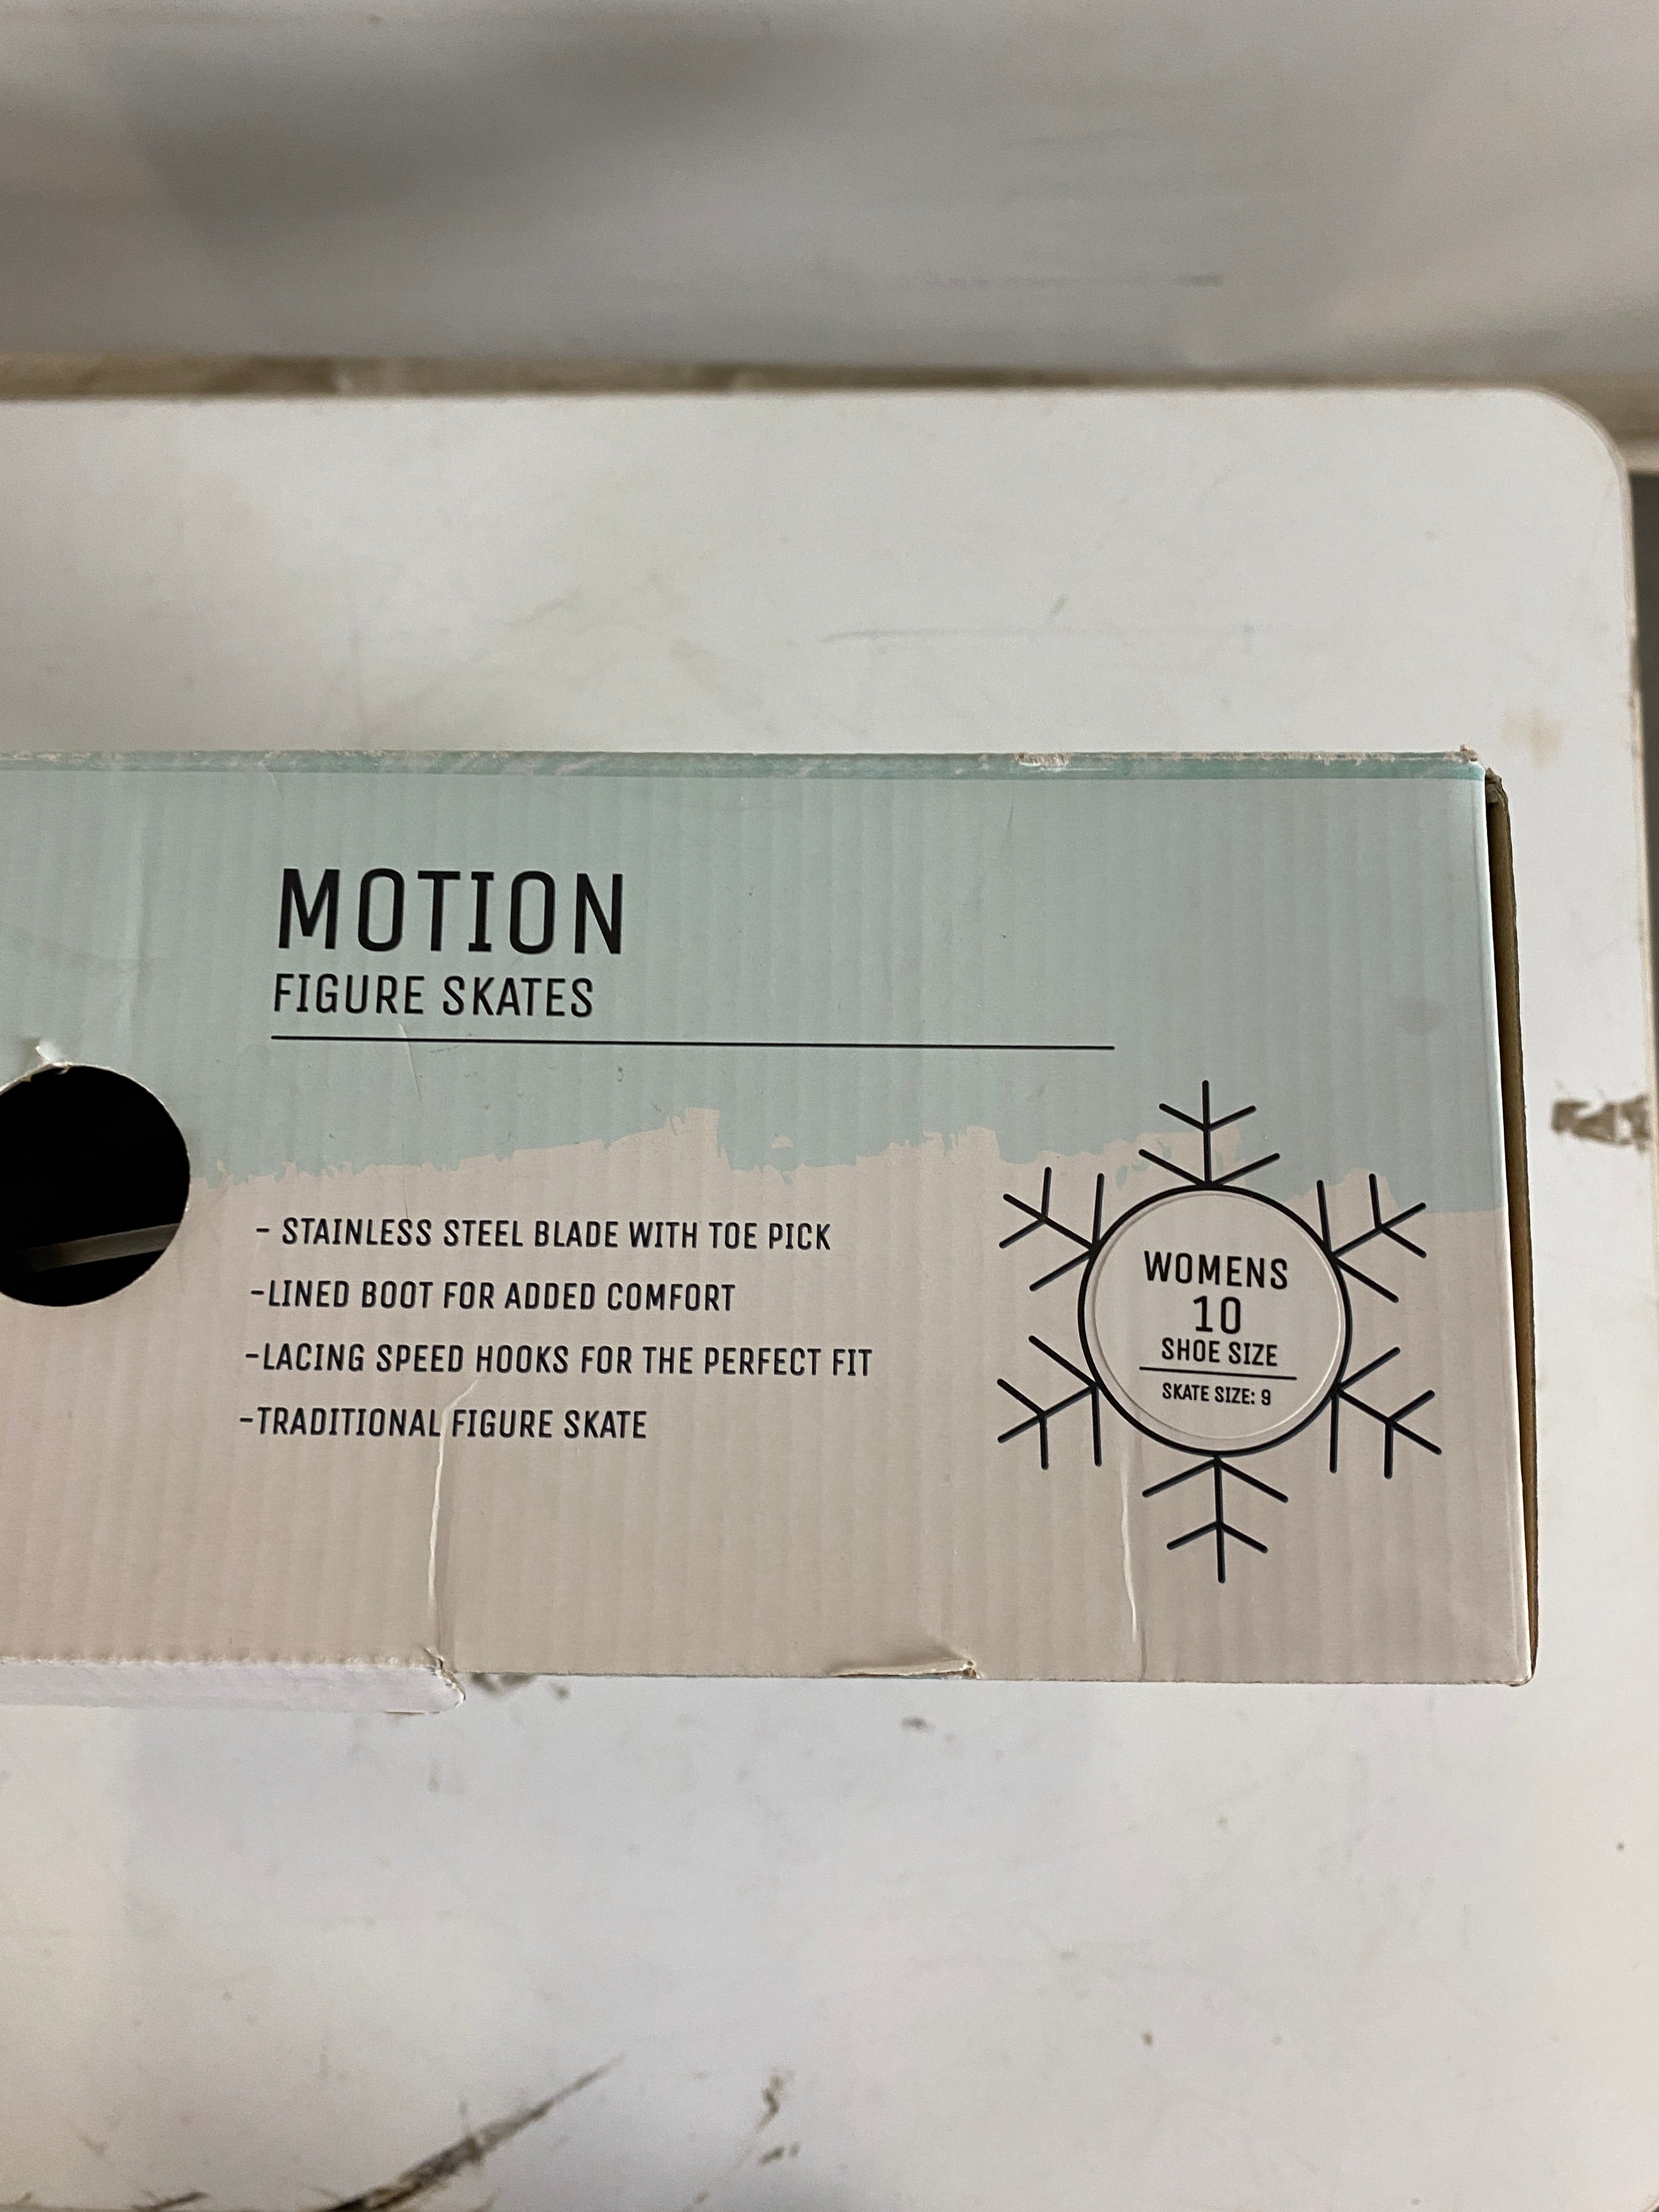 MOTION
FIGURE SKATES
- STAINLESS STEEL BLADE WITH TOE PICK
-LINED BOOT FOR ADDED COMFORT
-LACING SPEED HOOKS FOR THE PERFECT FIT
-TRADITIONAL FIGURE SKATE
WOMENS
10
SHOE SIZE
SKATE SIZE: 9